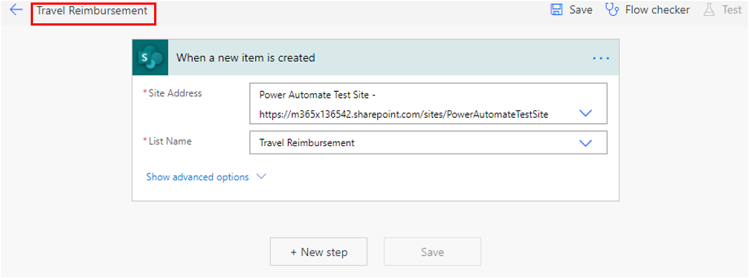 Travel Reimbursement
Save
Flow checker
Test
S
When a new item is created
...
* Site Address
Power Automate Test Site -
https://m365x136542.sharepoint.com/sites/PowerAutomateTestSite
* List Name
Travel Reimbursement
Show advanced options
+ New step
Save